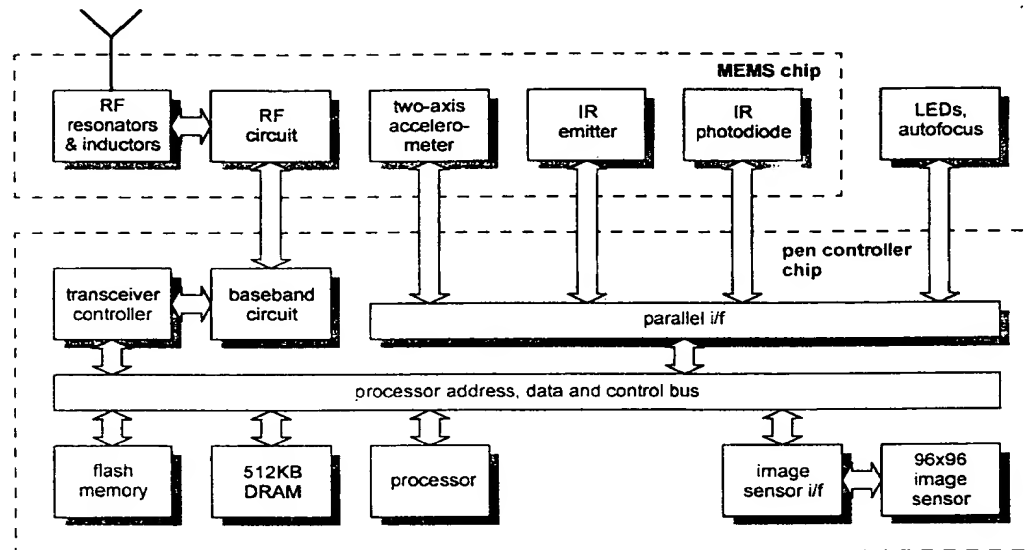 MEMS chip
RF
resonators
& inductors
RF
circuit
two-axis
accelero-
meter
IR
emitter
IR
photodiode
LEDs,
autofocus
pen controller
chip
transceiver
controller
baseband
circuit
parallel i/f
processor address, data and control bus
flash
memory
512KB
DRAM
processor
image
sensor i/f
96x96
image
sensor